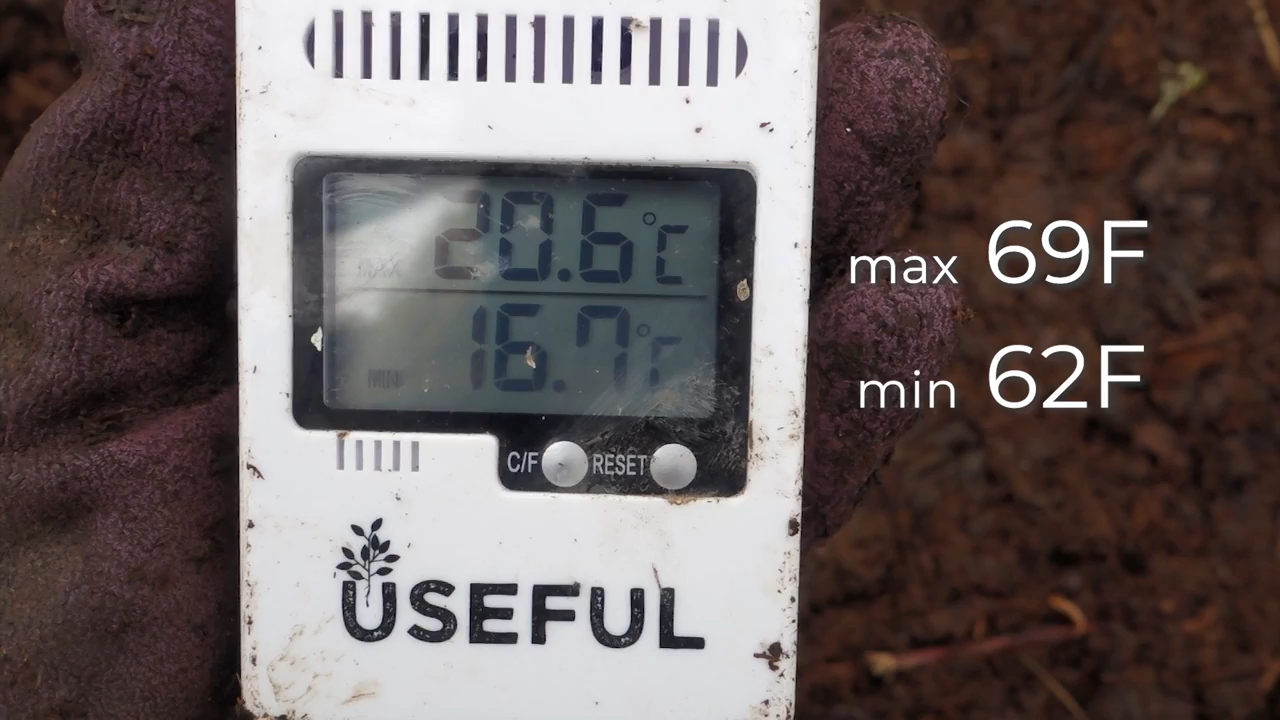 MAX 20.6°C
MIN 16.7°C
C/F RESET
USEFUL
max 69F
min 62F